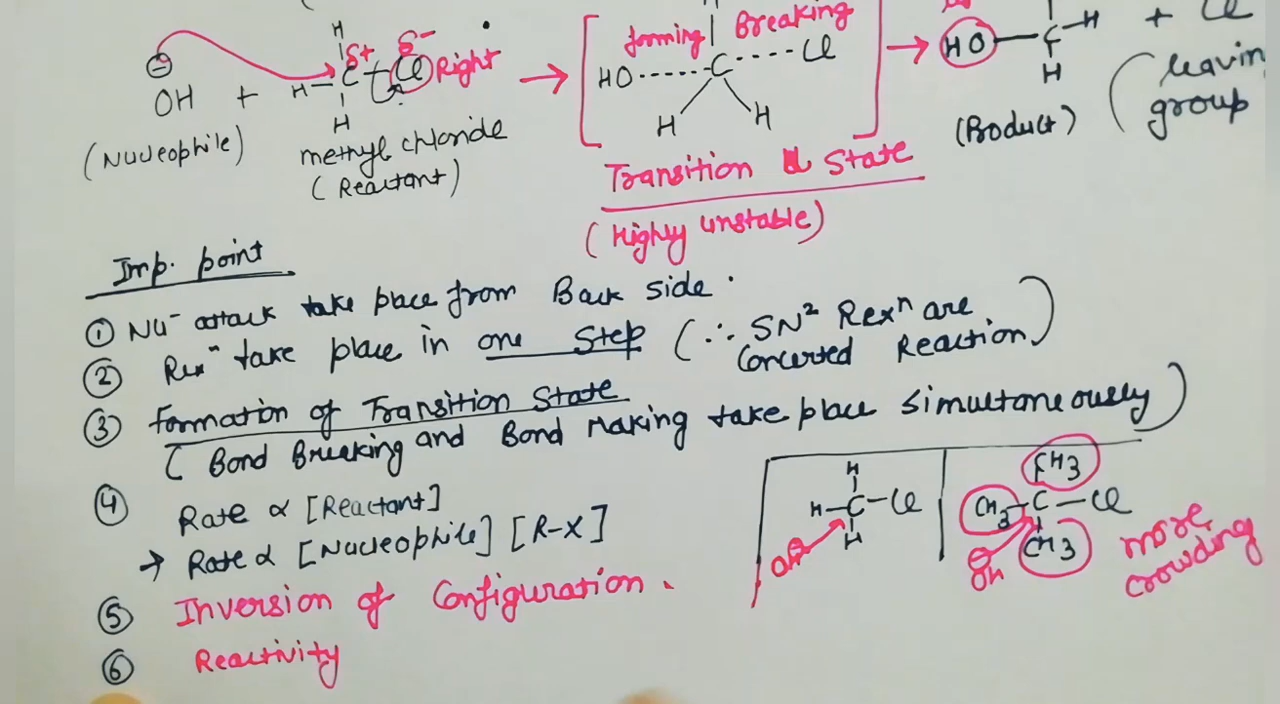 H
H
δ+ δ-
forming Breaking
H-C-Cl Right
HO C Cl
HO-C-H + Cl
OH +
H
H H
H
(Nucleophile)
methyl chloride
(Reactant)
(Product)
(leavin
group
Transition State
(Highly unstable)
Imp. point
① Nu- attack take place from Back side.
② Rexn take place in one Step (∴ SN² Rexn are
Concerted Reaction)
③ Formation of Transition State
(Bond Breaking and Bond Making take place simultaneously)
④ Rate ∝ [Reactant]
→ Rate ∝ [Nucleophile] [R-X]
⑤ Inversion of Configuration.
⑥ Reactivity
H
H-C-Cl
H
OH
CH3
CH3-C-Cl
CH3
OH
more
crowding